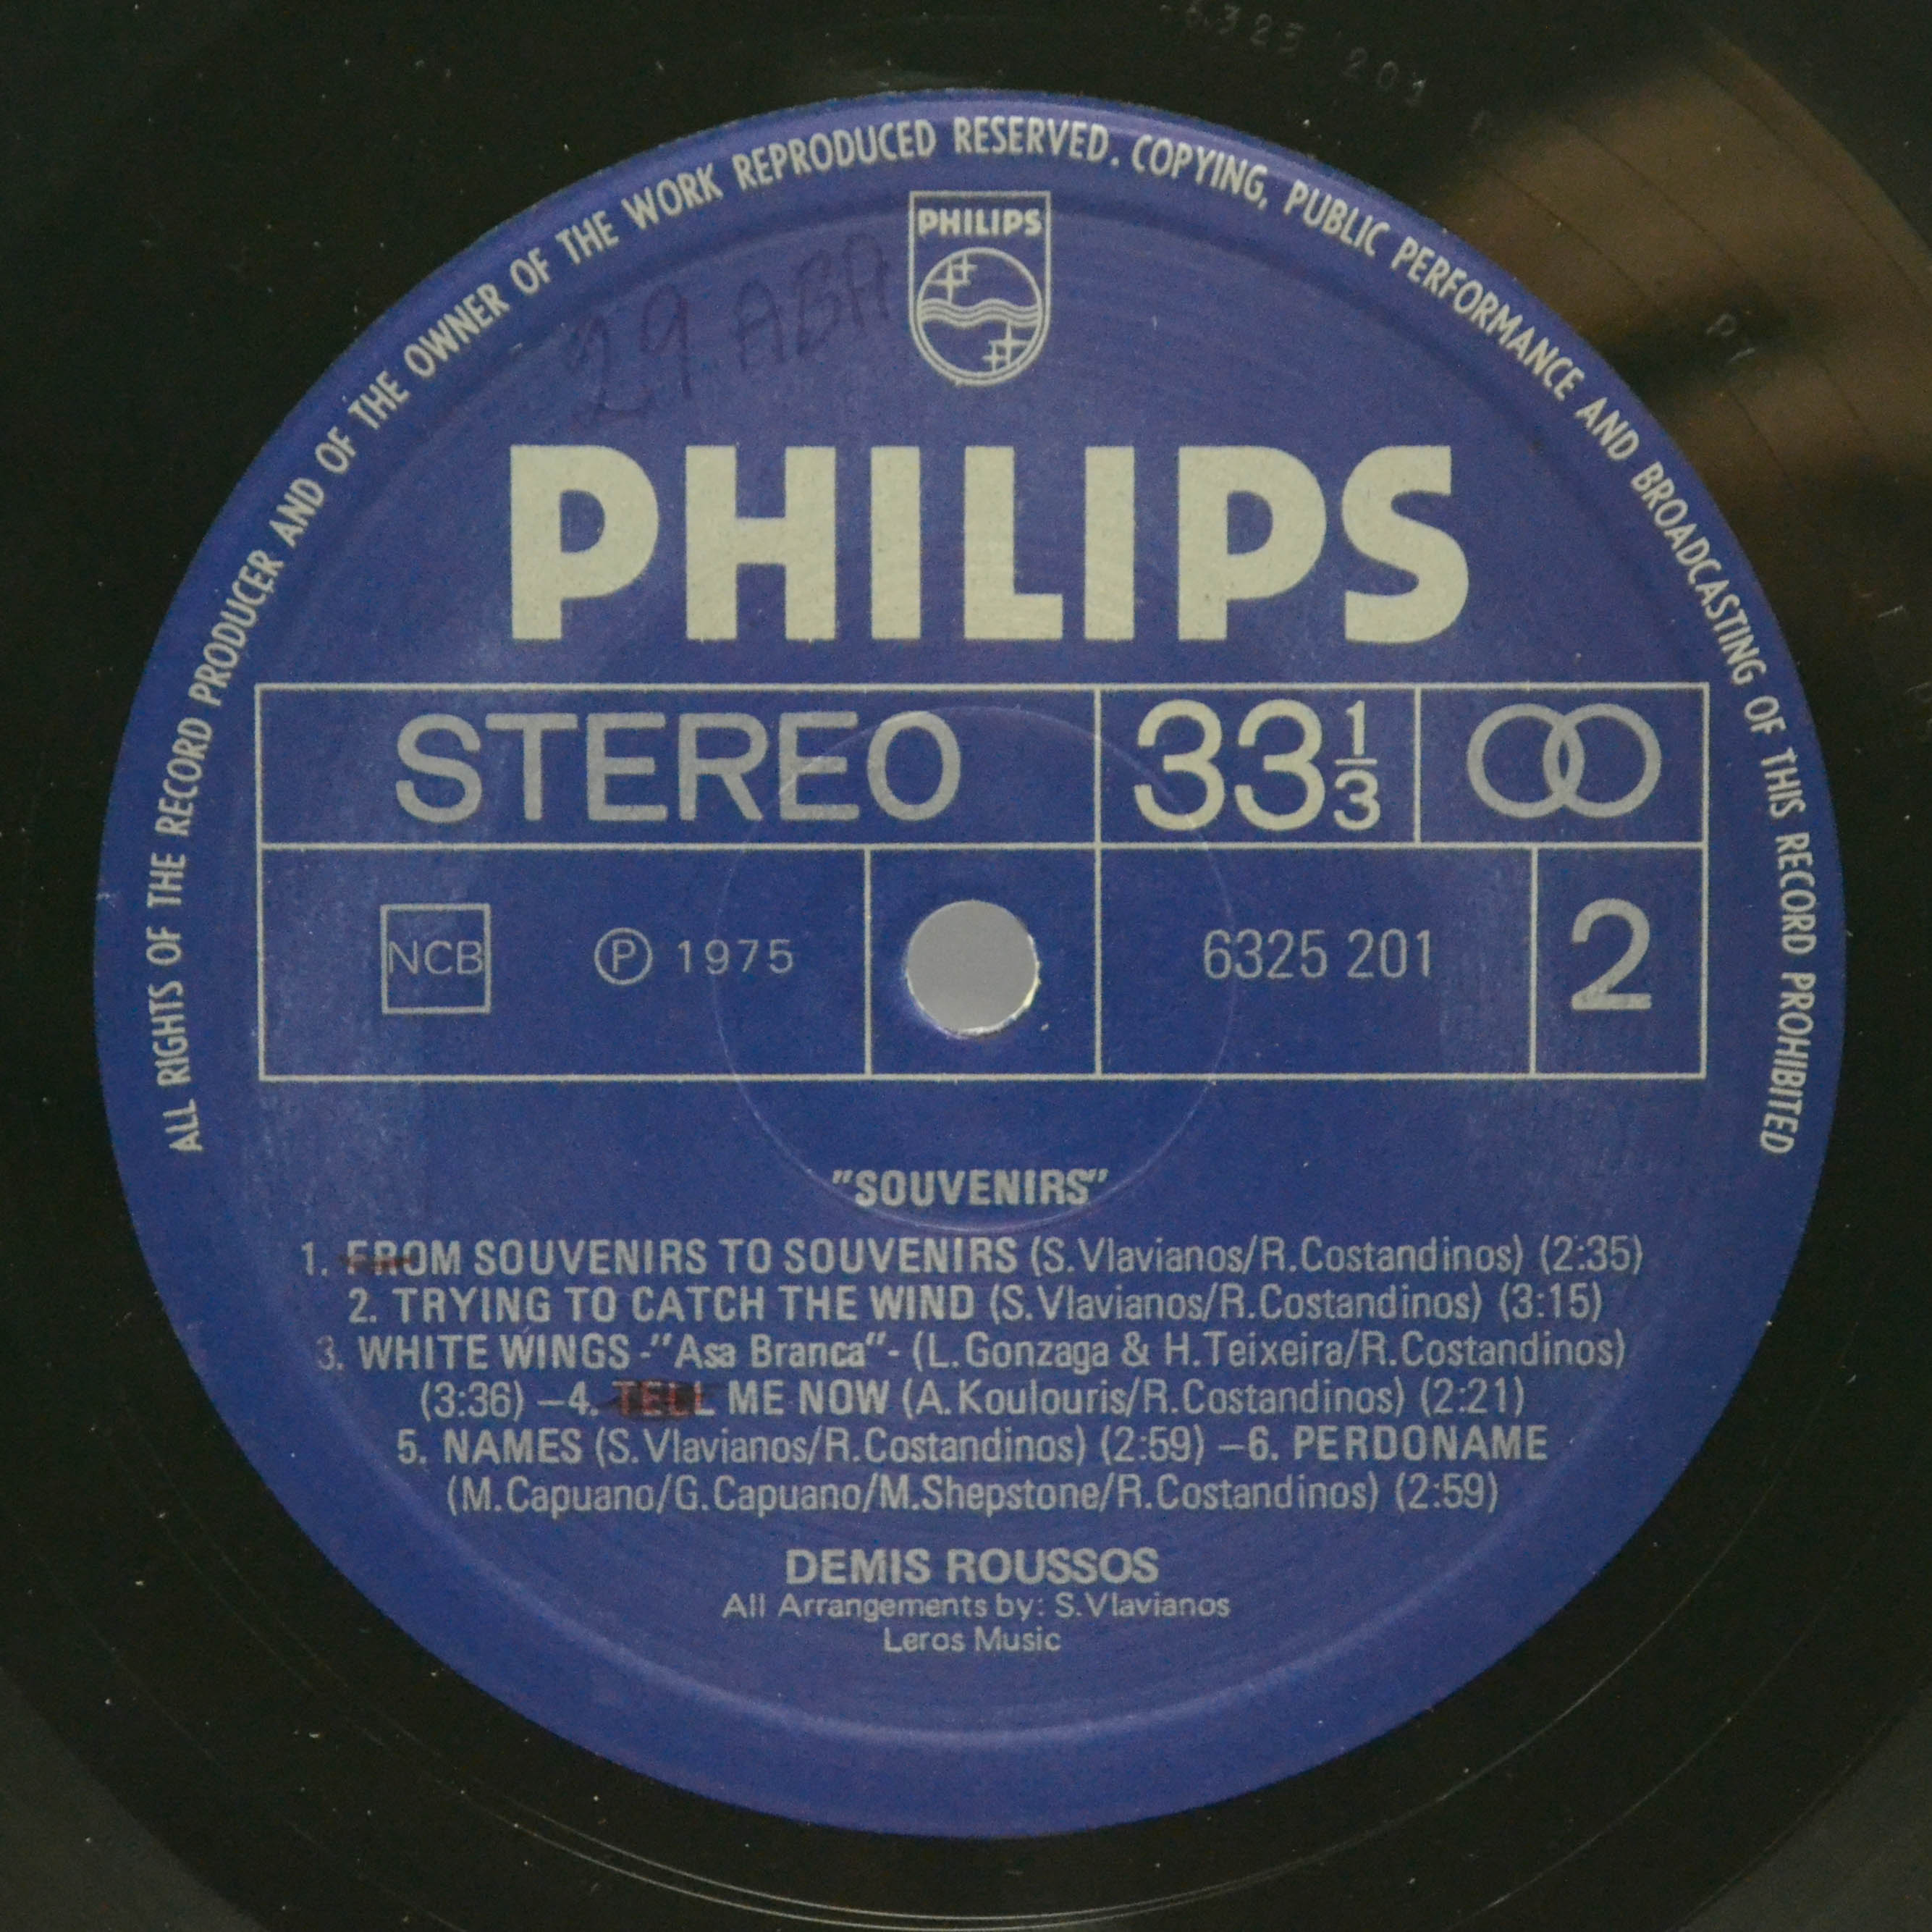 6325 201
ALL RIGHTS OF THE RECORD PRODUCER AND OF THE OWNER OF THE WORK REPRODUCED RESERVED. COPYING, PUBLIC PERFORMANCE AND BROADCASTING OF THIS RECORD PROHIBITED
PHILIPS
29 ABA
PHILIPS
STEREO 33 1/3
NCB Ⓟ 1975 6325 201 2
"SOUVENIRS"
1. FROM SOUVENIRS TO SOUVENIRS (S.Vlavianos/R.Costandinos) (2:35)
2. TRYING TO CATCH THE WIND (S.Vlavianos/R.Costandinos) (3:15)
3. WHITE WINGS -"Asa Branca"- (L.Gonzaga & H.Teixeira/R.Costandinos)
(3:36) –4. TELL ME NOW (A.Koulouris/R.Costandinos) (2:21)
5. NAMES (S.Vlavianos/R.Costandinos) (2:59) –6. PERDONAME
(M.Capuano/G.Capuano/M.Shepstone/R.Costandinos) (2:59)
DEMIS ROUSSOS
All Arrangements by: S.Vlavianos
Leros Music